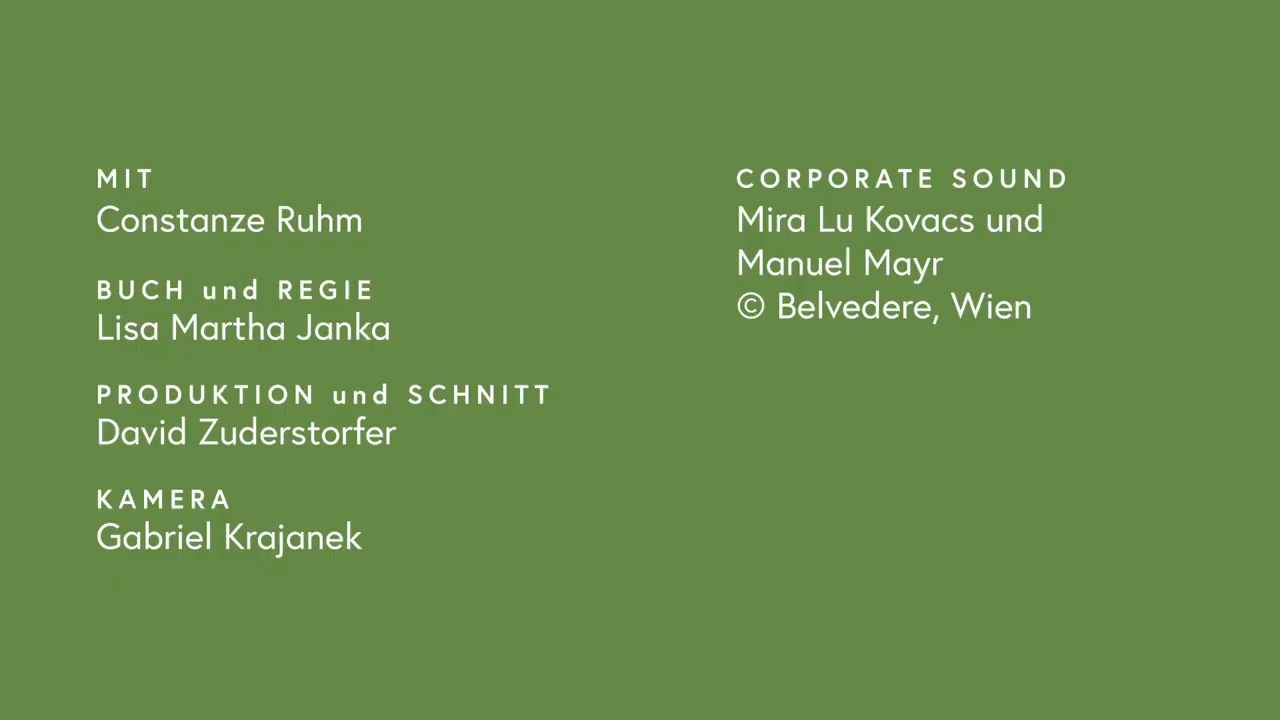 MIT
Constanze Ruhm
BUCH und REGIE
Lisa Martha Janka
PRODUKTION und SCHNITT
David Zuderstorfer
KAMERA
Gabriel Krajanek
CORPORATE SOUND
Mira Lu Kovacs und
Manuel Mayr
© Belvedere, Wien